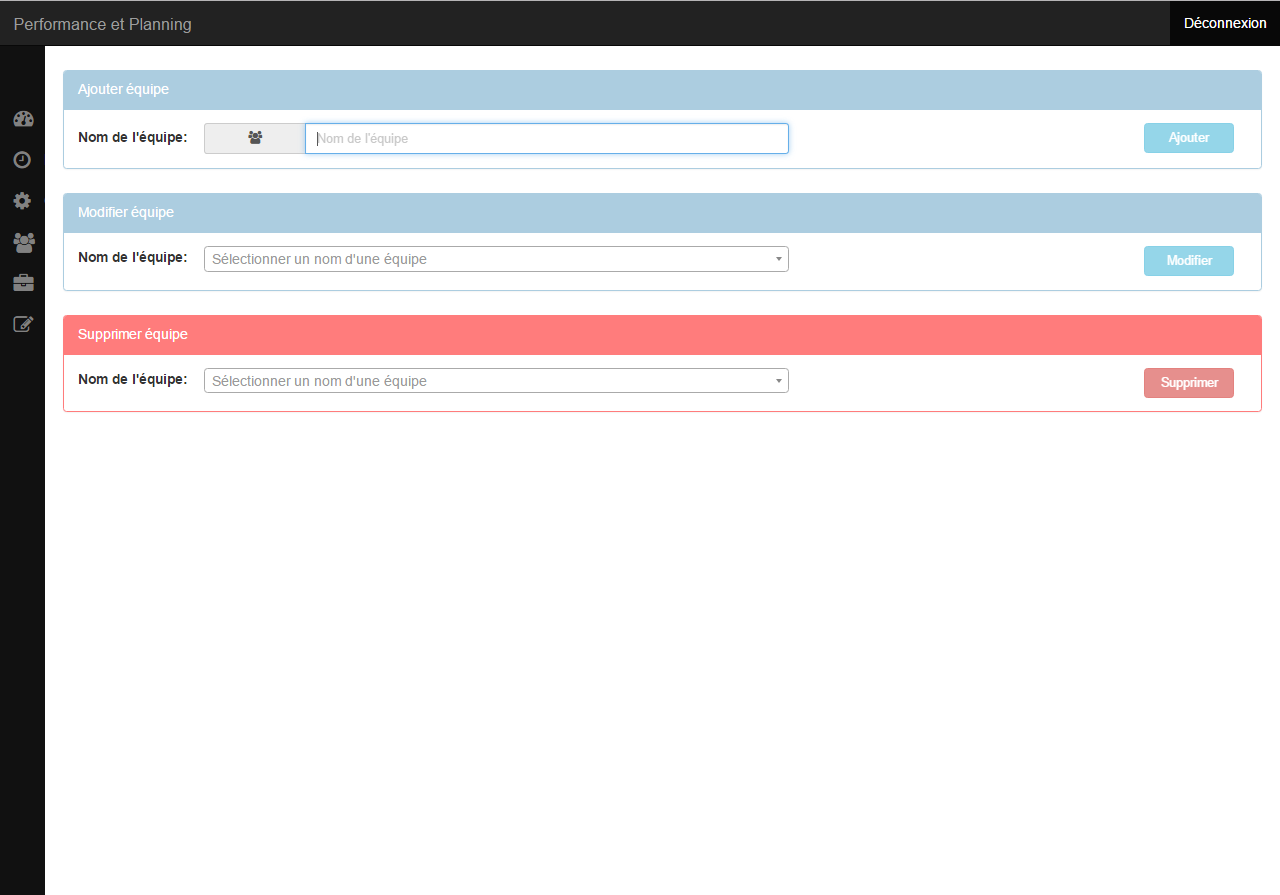 Performance et Planning
Déconnexion
Ajouter équipe
Nom de l'équipe:
Nom de l'équipe
Ajouter
Modifier équipe
Nom de l'équipe:
Sélectionner un nom d'une équipe
Modifier
Supprimer équipe
Nom de l'équipe:
Sélectionner un nom d'une équipe
Supprimer